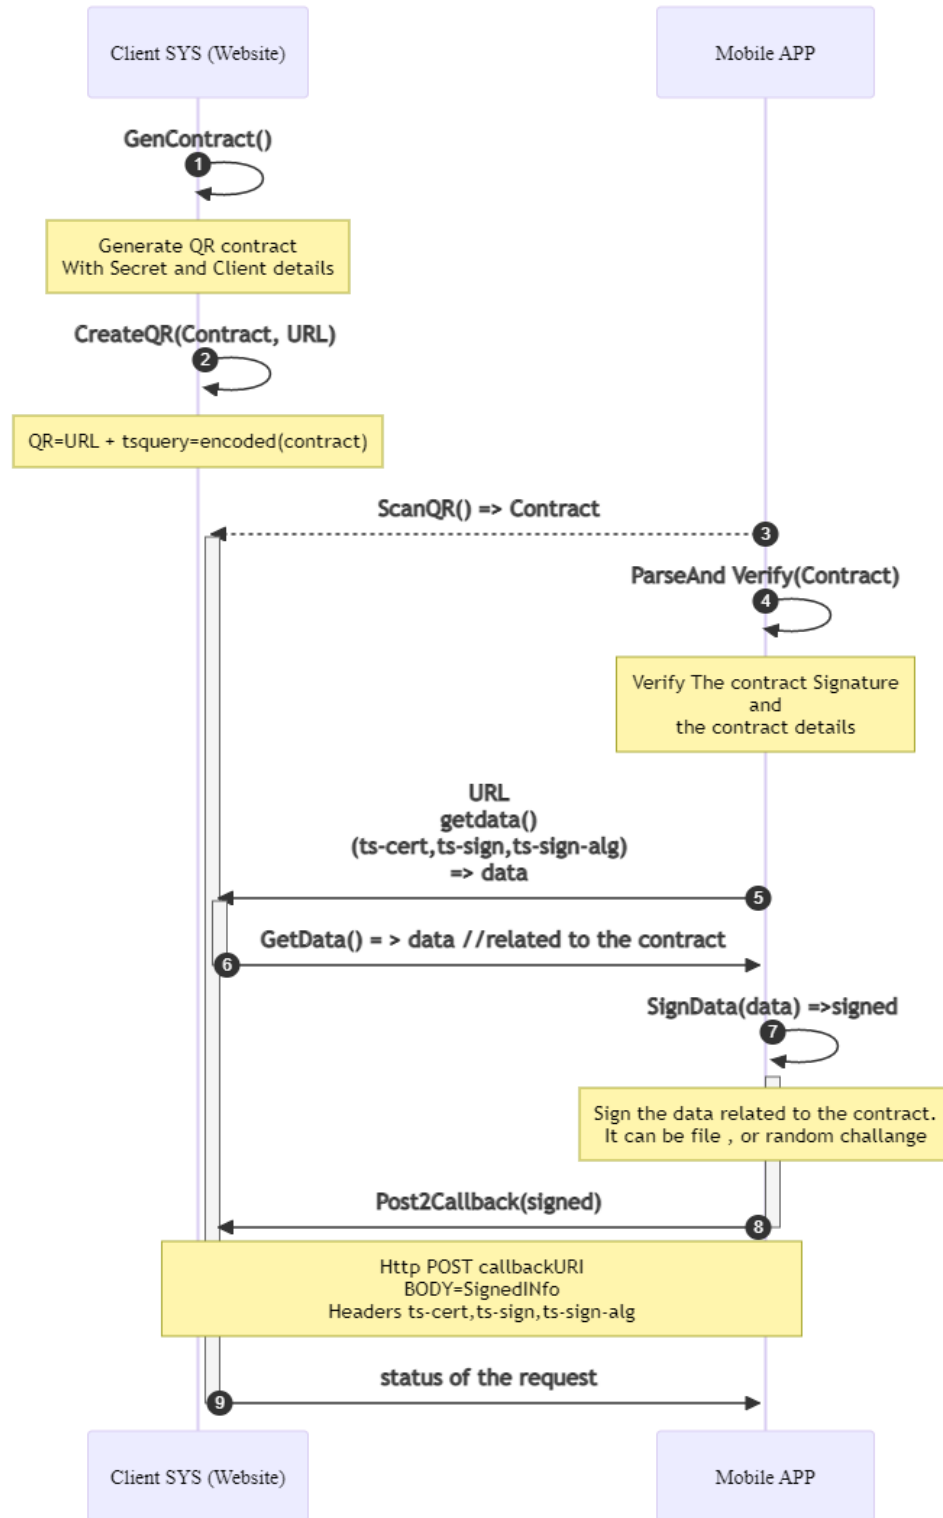 Client SYS (Website)
Mobile APP
GenContract()
1
Generate QR contract
With Secret and Client details
CreateQR(Contract, URL)
2
QR=URL + tsquery=encoded(contract)
ScanQR() => Contract
3
ParseAnd Verify(Contract)
4
Verify The contract Signature
and
the contract details
URL
getdata()
(ts-cert,ts-sign,ts-sign-alg)
=> data
5
GetData() = > data //related to the contract
6
SignData(data) =>signed
7
Sign the data related to the contract.
It can be file , or random challange
Post2Callback(signed)
8
Http POST callbackURI
BODY=SignedINfo
Headers ts-cert,ts-sign,ts-sign-alg
status of the request
9
Client SYS (Website)
Mobile APP